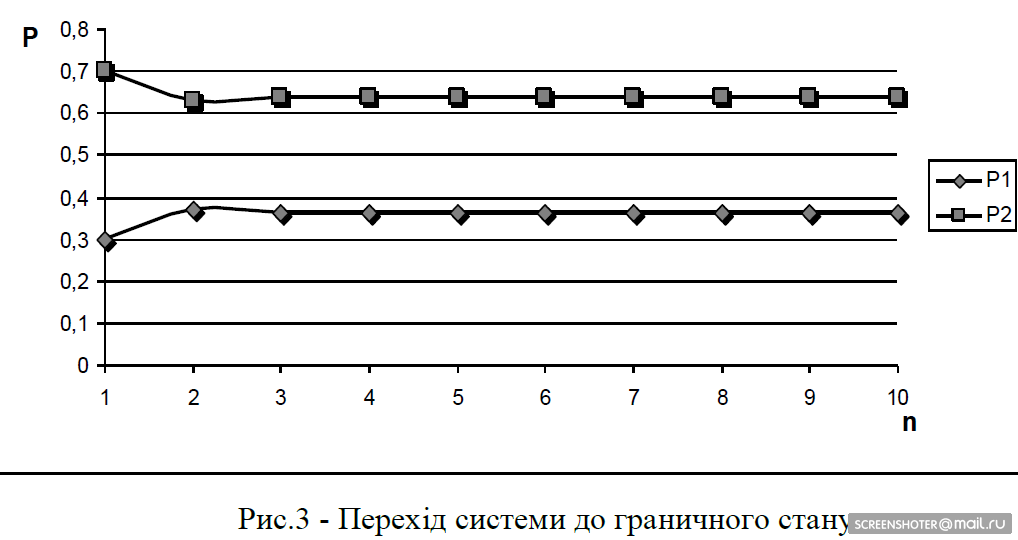 P
0,8
0,7
0,6
0,5
0,4
0,3
0,2
0,1
0
1 2 3 4 5 6 7 8 9 10
n
P1
P2
Рис.3 - Перехід системи до граничного стану
SCREENSHOTER@mail.ru